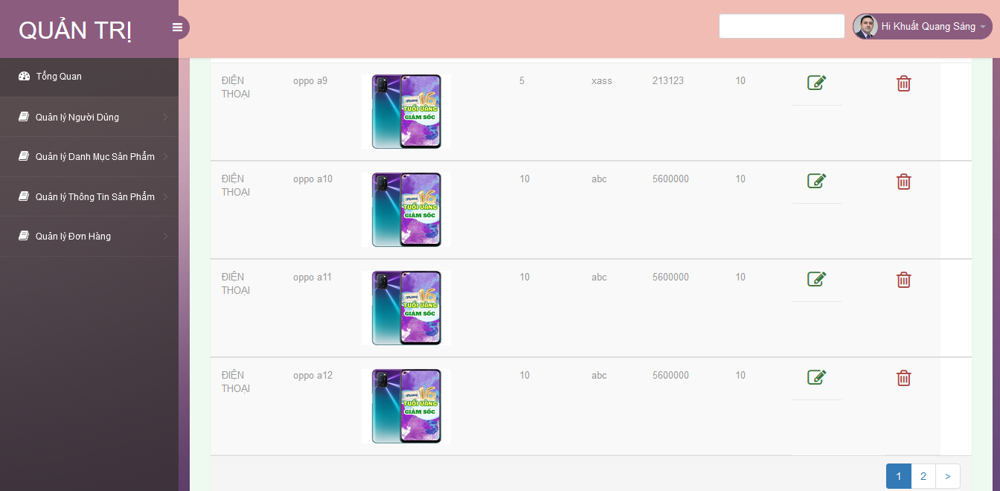 QUẢN TRỊ
Hi Khuất Quang Sáng
Tổng Quan
Quản lý Người Dùng
Quản lý Danh Mục Sản Phẩm
Quản lý Thông Tin Sản Phẩm
Quản lý Đơn Hàng
ĐIỆN THOẠI oppo a9 5 xass 213123 10
mừng 16
TUỔI VÀNG
GIẢM SỐC
ĐIỆN THOẠI oppo a10 10 abc 5600000 10
mừng 16
TUỔI VÀNG
GIẢM SỐC
ĐIỆN THOẠI oppo a11 10 abc 5600000 10
mừng 16
TUỔI VÀNG
GIẢM SỐC
ĐIỆN THOẠI oppo a12 10 abc 5600000 10
mừng 16
TUỔI VÀNG
GIẢM SỐC
1 2 >